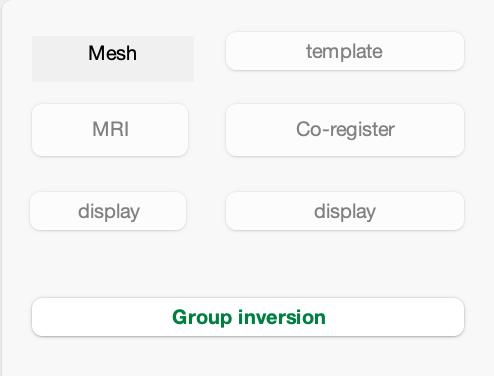 Mesh
template
MRI
Co-register
display
display
Group inversion